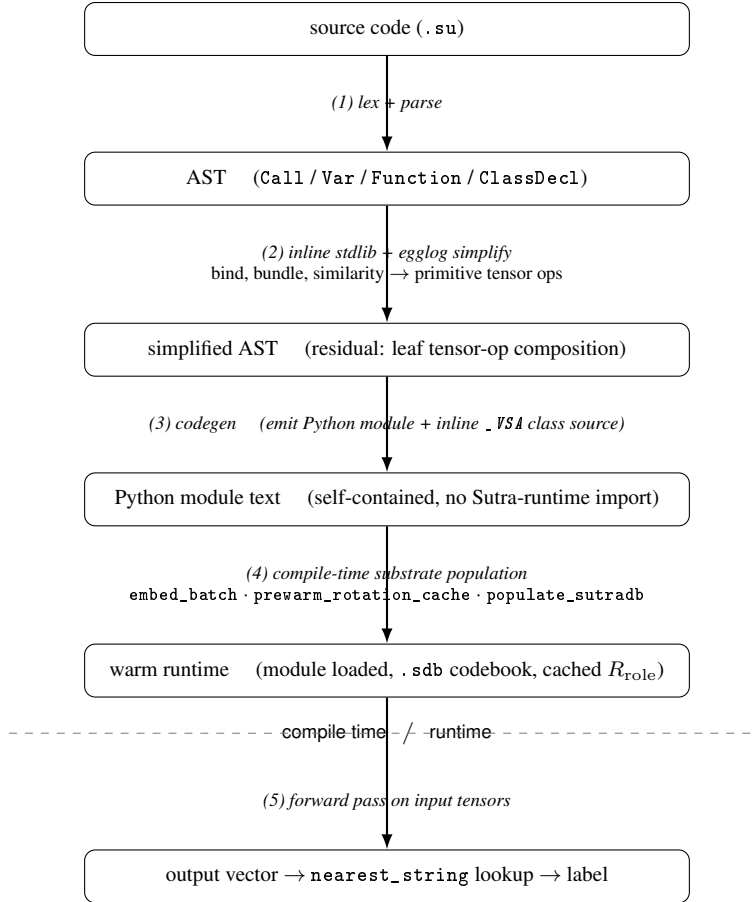 source code (.su)
(1) lex + parse
AST (Call / Var / Function / ClassDecl)
(2) inline stdlib + egglog simplify
bind, bundle, similarity → primitive tensor ops
simplified AST (residual: leaf tensor-op composition)
(3) codegen (emit Python module + inline _VSA class source)
Python module text (self-contained, no Sutra-runtime import)
(4) compile-time substrate population
embed_batch · prewarm_rotation_cache · populate_sutradb
warm runtime (module loaded, .sdb codebook, cached R_role)
compile time / runtime
(5) forward pass on input tensors
output vector → nearest_string lookup → label